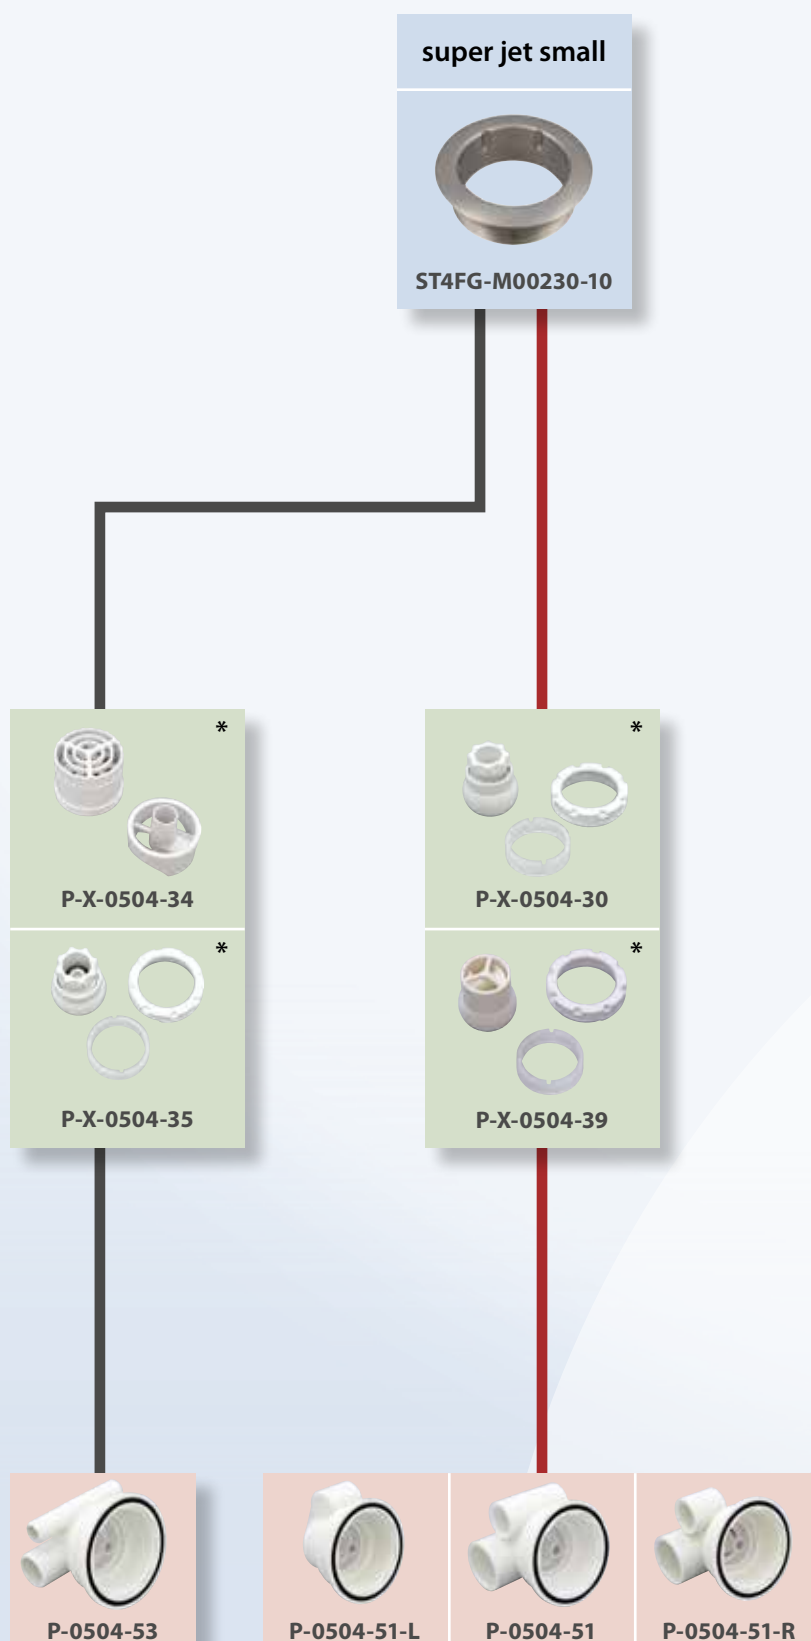 super jet small
ST4FG-M00230-10
*
P-X-0504-34
*
P-X-0504-30
*
P-X-0504-35
*
P-X-0504-39
P-0504-53
P-0504-51-L
P-0504-51
P-0504-51-R